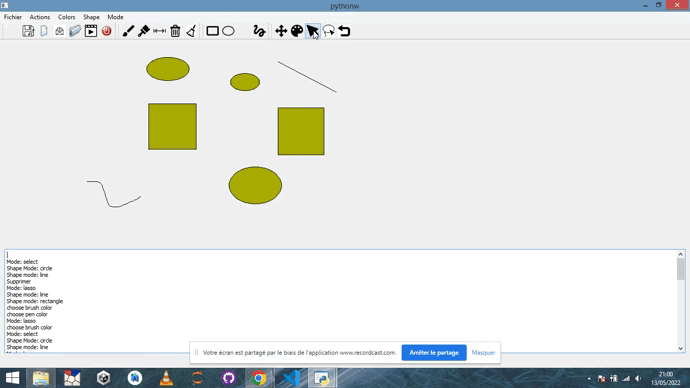 pythonw
Fichier Actions Colors Shape Mode
Mode: select
Shape Mode: circle
Shape mode: line
Supprimer
Mode: lasso
Shape mode: line
Shape mode: rectangle
choose brush color
choose pen color
Mode: lasso
choose brush color
Mode: select
Shape Mode: circle
Shape mode: line
Votre écran est partagé par le biais de l'application www.recordcast.com. Arrêter le partage Masquer
21:00
13/05/2022